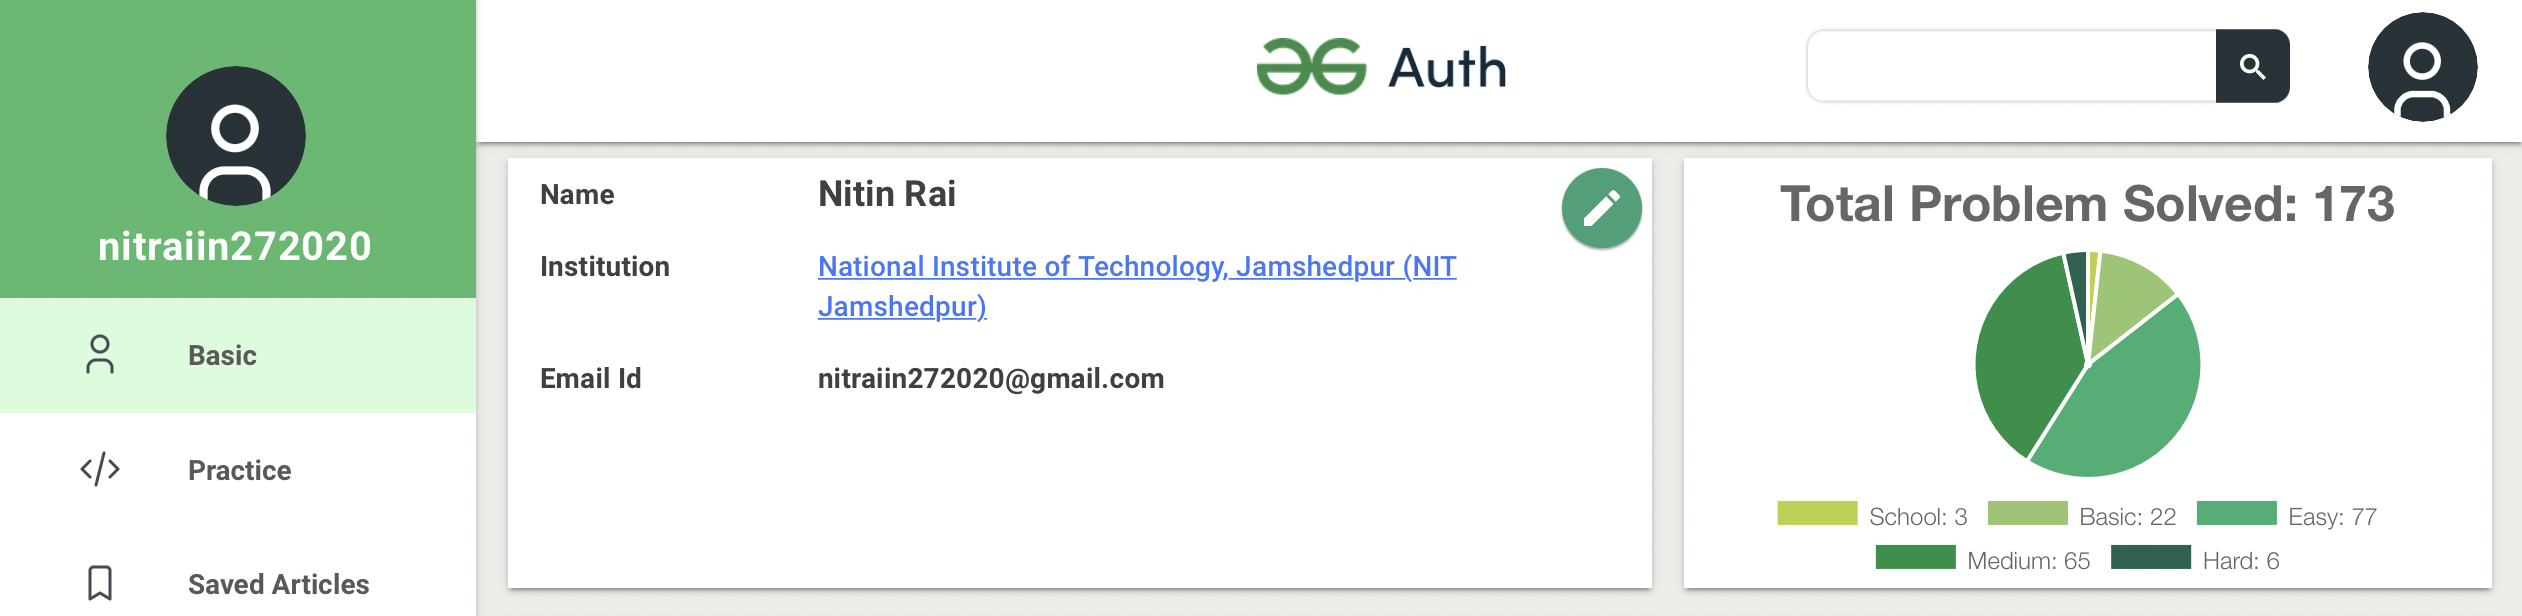 nitraiin272020
Basic
Practice
Saved Articles
Auth
Name
Nitin Rai
Institution
National Institute of Technology, Jamshedpur (NIT
Jamshedpur)
Email Id
nitraiin272020@gmail.com
Total Problem Solved: 173
School: 3
Basic: 22
Easy: 77
Medium: 65
Hard: 6